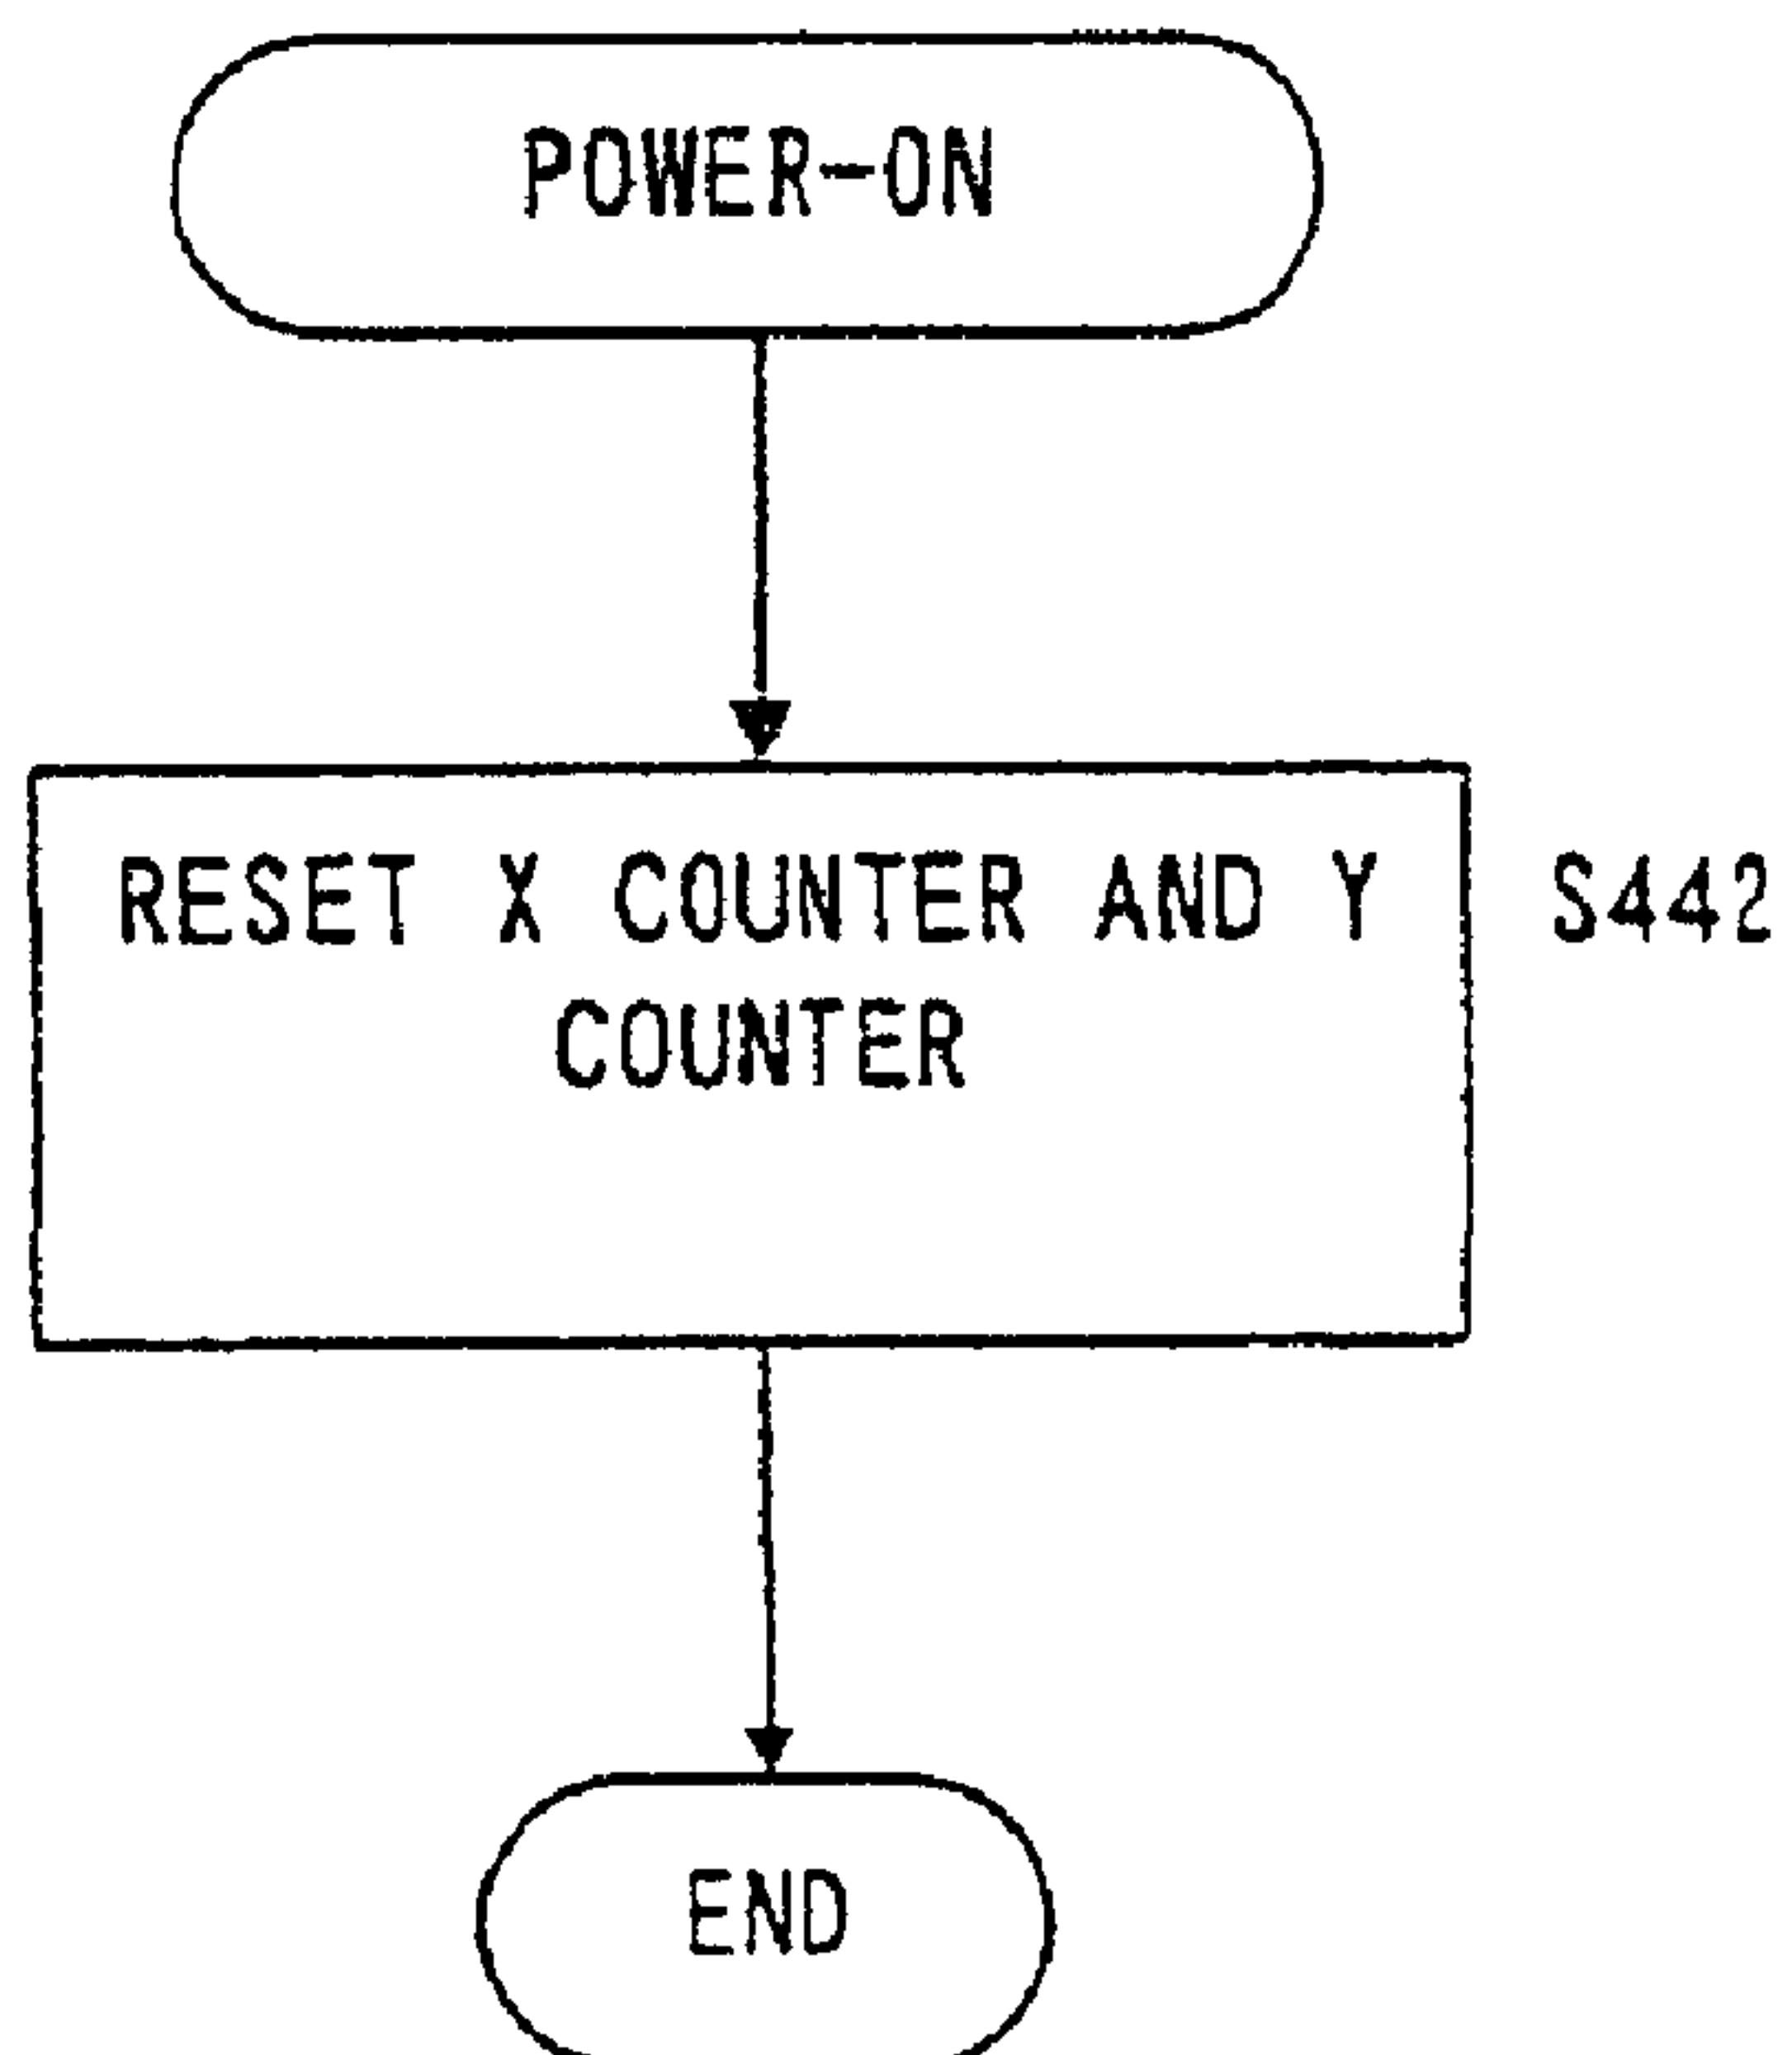 POWER-ON
RESET X COUNTER AND Y
COUNTER
S442
END